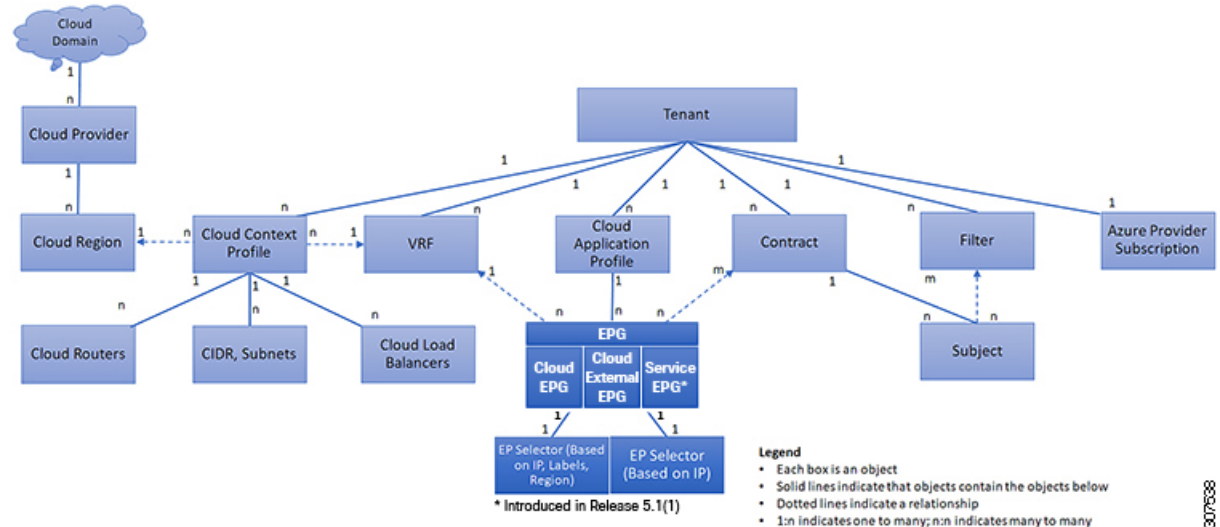 Cloud
Domain
1
n
Cloud Provider
1
n
Cloud Region
Tenant
1
1
1
1
1
1
n
n
n
n
n
1
Cloud Context
Profile
VRF
Cloud
Application
Profile
Contract
Filter
Azure Provider
Subscription
1
n
n
1
1
1
1
n
n
n
Cloud Routers
CIDR, Subnets
Cloud Load
Balancers
1
n
1
n
m
n
1
n
m
n
Subject
EPG
Cloud
EPG
Cloud
External
EPG
Service
EPG*
1
1
1
1
EP Selector (Based
on IP, Labels,
Region)
EP Selector
(Based on IP)
* Introduced in Release 5.1(1)
Legend
• Each box is an object
• Solid lines indicate that objects contain the objects below
• Dotted lines indicate a relationship
• 1:n indicates one to many; n:n indicates many to many
307538